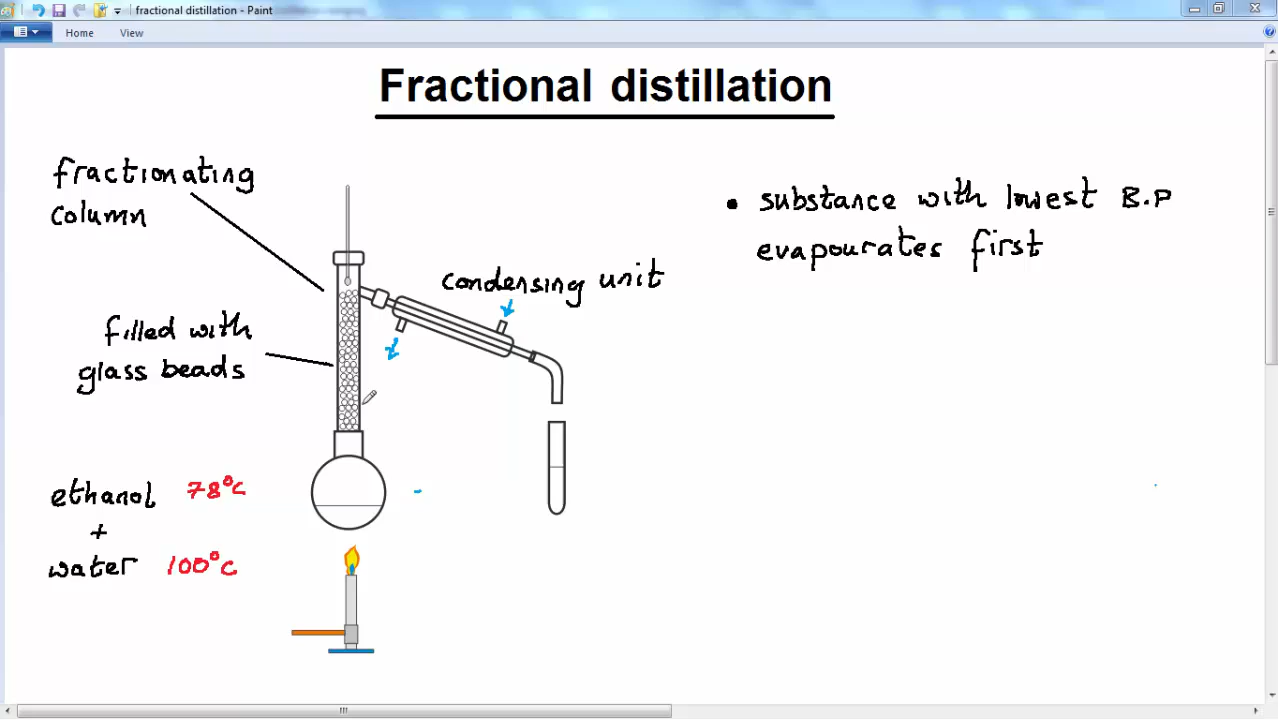 fractional distillation - Paint
Home
View
Fractional distillation
fractionating
column
• substance with lowest B.P
evapourates first
condensing unit
filled with
glass beads
ethanol 78°C
+
water 100°C